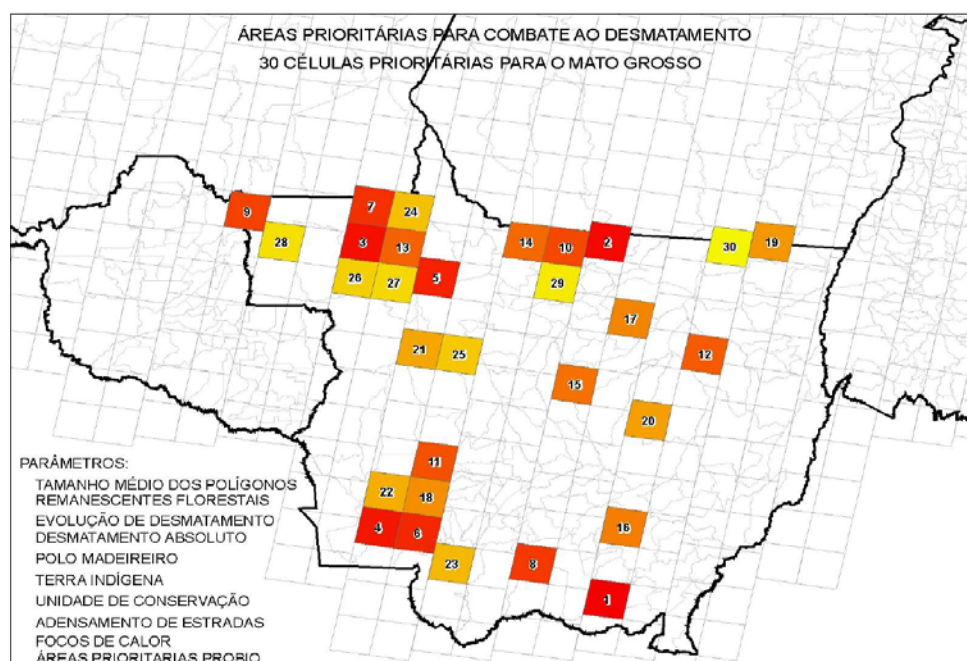 ÁREAS PRIORITÁRIAS PARA COMBATE AO DESMATAMENTO
30 CÉLULAS PRIORITÁRIAS PARA O MATO GROSSO
7
24
9
3
13
14
10
2
30
19
28
26
27
5
29
17
21
25
12
15
20
11
22
18
4
6
16
23
8
1
PARÂMETROS:
TAMANHO MÉDIO DOS POLÍGONOS
REMANESCENTES FLORESTAIS
EVOLUÇÃO DE DESMATAMENTO
DESMATAMENTO ABSOLUTO
POLO MADEIREIRO
TERRA INDÍGENA
UNIDADE DE CONSERVAÇÃO
ADENSAMENTO DE ESTRADAS
FOCOS DE CALOR
ÁREAS PRIORITARIAS PROBIO